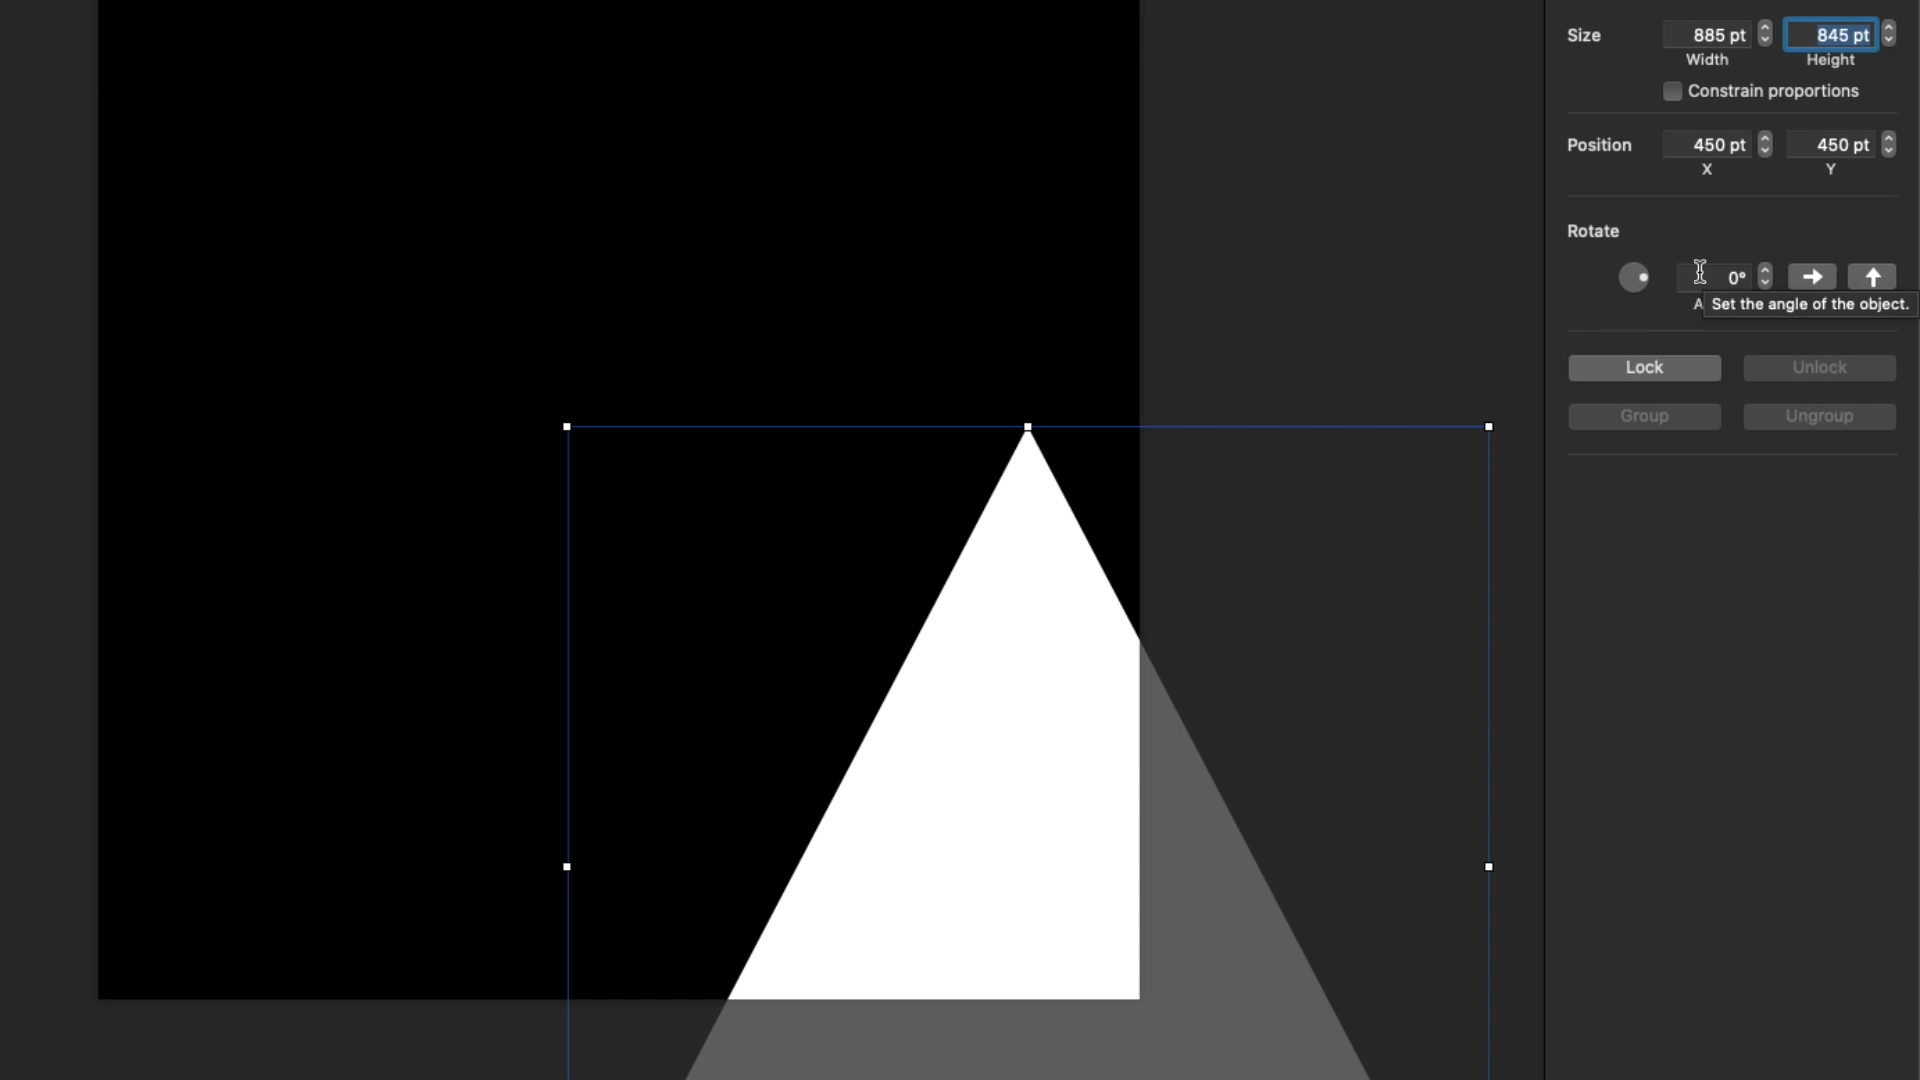 Size 885 pt 845 pt
Width Height
Constrain proportions
Position 450 pt 450 pt
X Y
Rotate
0°
A Set the angle of the object.
Lock Unlock
Group Ungroup